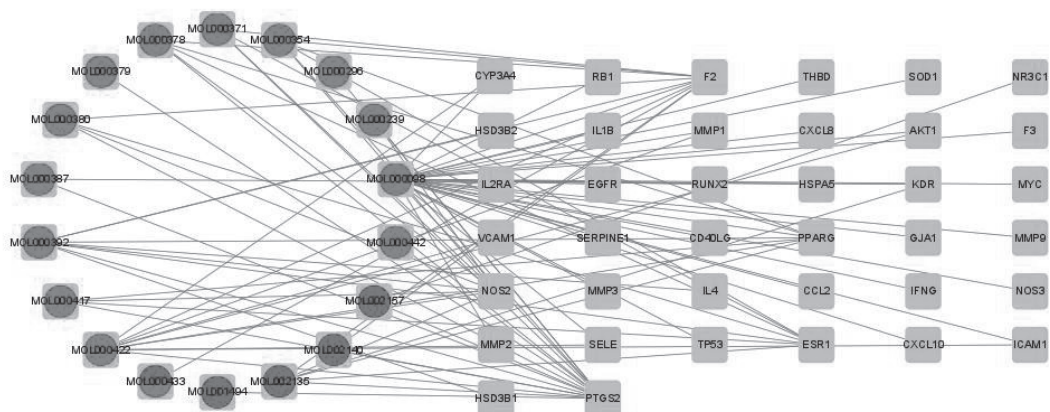 MOL000371
MOL000378
MOL000354
MOL000379
MOL000296
MOL000380
MOL000239
MOL000387
MOL000098
MOL000392
MOL000442
MOL000417
MOL002157
MOL000422
MOL002140
MOL000433
MOL001494
MOL002135
CYP3A4 RB1 F2 THBD SOD1 NR3C1
HSD3B2 IL1B MMP1 CXCL8 AKT1 F3
IL2RA EGFR RUNX2 HSPA5 KDR MYC
VCAM1 SERPINE1 CD40LG PPARG GJA1 MMP9
NOS2 MMP3 IL4 CCL2 IFNG NOS3
MMP2 SELE TP53 ESR1 CXCL10 ICAM1
HSD3B1 PTGS2